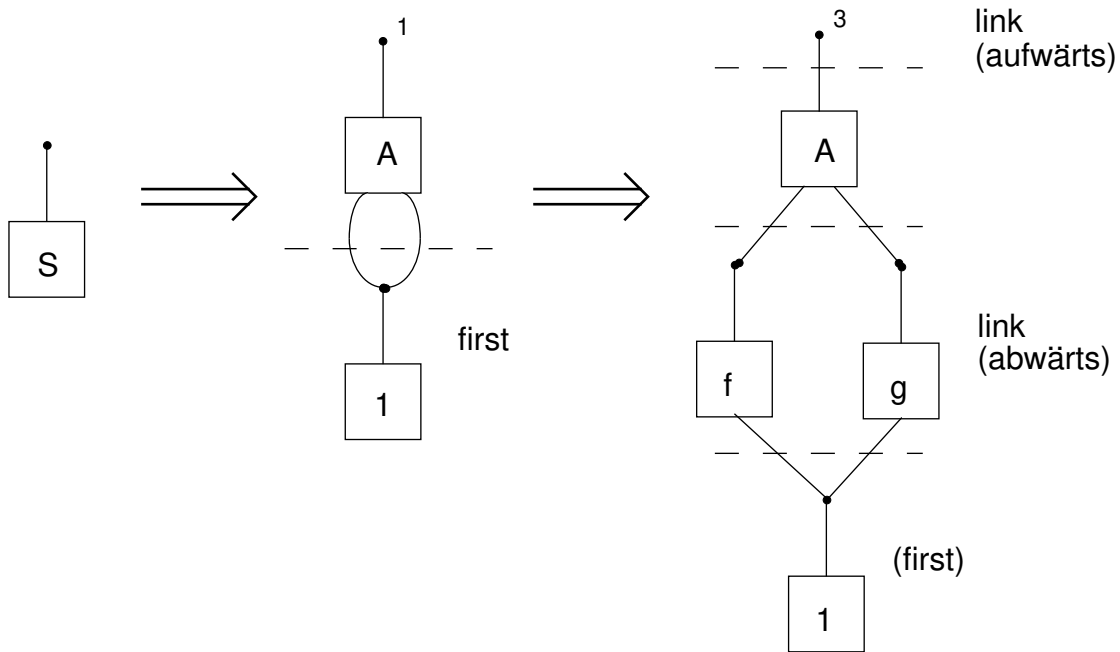 S
1
A
first
1
3
link
(aufwärts)
A
link
(abwärts)
f
g
(first)
1